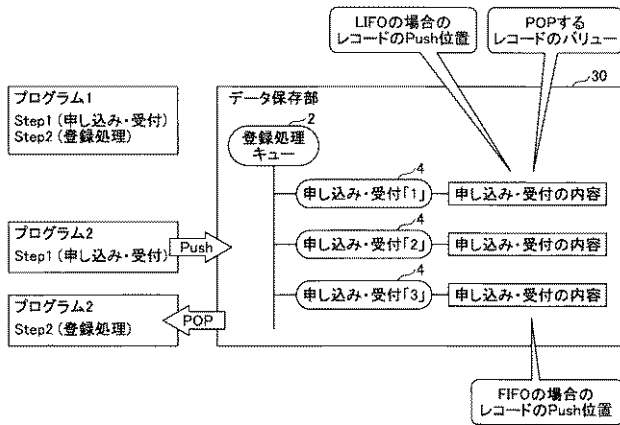 LIFOの場合の
レコードのPush位置
POPする
レコードのバリュー
30
プログラム1
Step1(申し込み・受付)
Step2(登録処理)
データ保存部
2
登録処理
キュー
4
申し込み・受付「1」
申し込み・受付の内容
プログラム2
Step1(申し込み・受付)
Push
4
申し込み・受付「2」
申し込み・受付の内容
プログラム2
Step2(登録処理)
POP
4
申し込み・受付「3」
申し込み・受付の内容
FIFOの場合の
レコードのPush位置